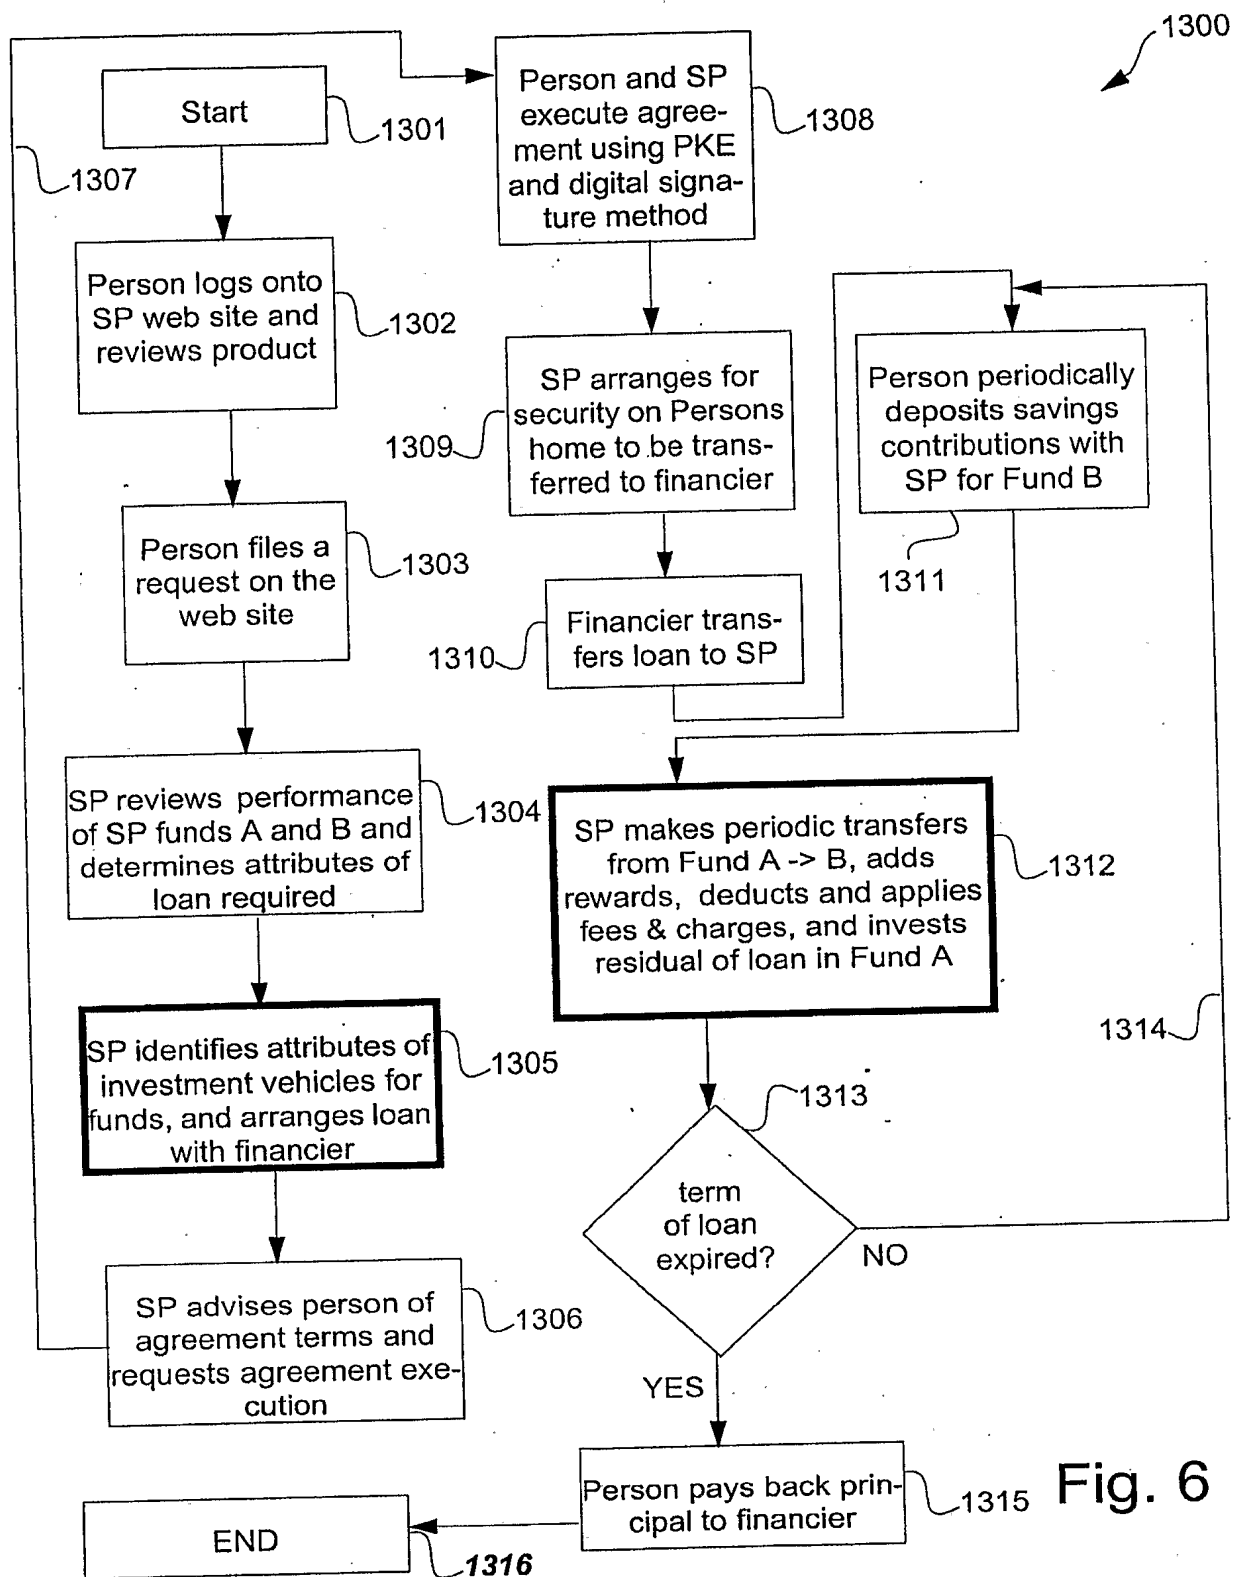 1300
Start
1301
1307
Person logs onto
SP web site and
reviews product
1302
Person files a
request on the
web site
1303
SP reviews performance
of SP funds A and B and
determines attributes of
loan required
1304
SP identifies attributes of
investment vehicles for
funds, and arranges loan
with financier
1305
SP advises person of
agreement terms and
requests agreement exe-
cution
1306
Person and SP
execute agree-
ment using PKE
and digital signa-
ture method
1308
SP arranges for
security on Persons
home to be trans-
ferred to financier
1309
Financier trans-
fers loan to SP
1310
Person periodically
deposits savings
contributions with
SP for Fund B
1311
SP makes periodic transfers
from Fund A -> B, adds
rewards, deducts and applies
fees & charges, and invests
residual of loan in Fund A
1312
1313
term
of loan
expired?
NO
1314
YES
Person pays back prin-
cipal to financier
1315
END
1316
Fig. 6